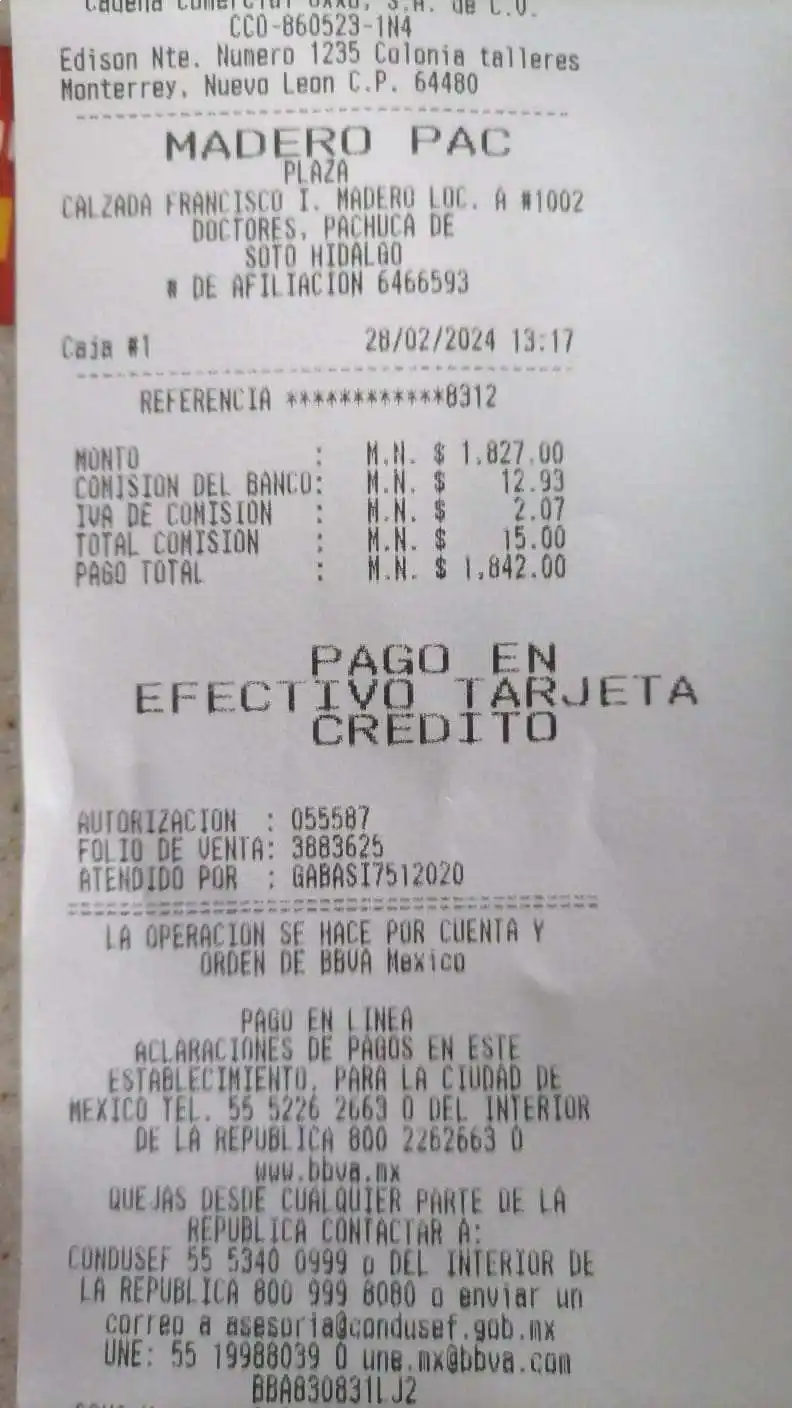 Cadena Comercial Oxxo, S.A. de C.V.
CCO-860523-1N4
Edison Nte. Numero 1235 Colonia talleres
Monterrey, Nuevo Leon C.P. 64480
MADERO PAC
PLAZA
CALZADA FRANCISCO I. MADERO LOC. A #1002
DOCTORES, PACHUCA DE
SOTO HIDALGO
# DE AFILIACION 6466593
Caja #1 28/02/2024 13:17
REFERENCIA ************8312
MONTO : M.N. $ 1,827.00
COMISION DEL BANCO: M.N. $ 12.93
IVA DE COMISION : M.N. $ 2.07
TOTAL COMISION : M.N. $ 15.00
PAGO TOTAL : M.N. $ 1,842.00
PAGO EN
EFECTIVO TARJETA
CREDITO
AUTORIZACION : 055587
FOLIO DE VENTA: 3883625
ATENDIDO POR : GABASI7512020
LA OPERACION SE HACE POR CUENTA Y
ORDEN DE BBVA Mexico
PAGO EN LINEA
ACLARACIONES DE PAGOS EN ESTE
ESTABLECIMIENTO, PARA LA CIUDAD DE
MEXICO TEL. 55 5226 2663 O DEL INTERIOR
DE LA REPUBLICA 800 2262663 O
www.bbva.mx
QUEJAS DESDE CUALQUIER PARTE DE LA
REPUBLICA CONTACTAR A:
CONDUSEF 55 5340 0999 o DEL INTERIOR DE
LA REPUBLICA 800 999 8080 o enviar un
correo a asesoria@condusef.gob.mx
UNE: 55 19988039 O une.mx@bbva.com
BBA830831LJ2